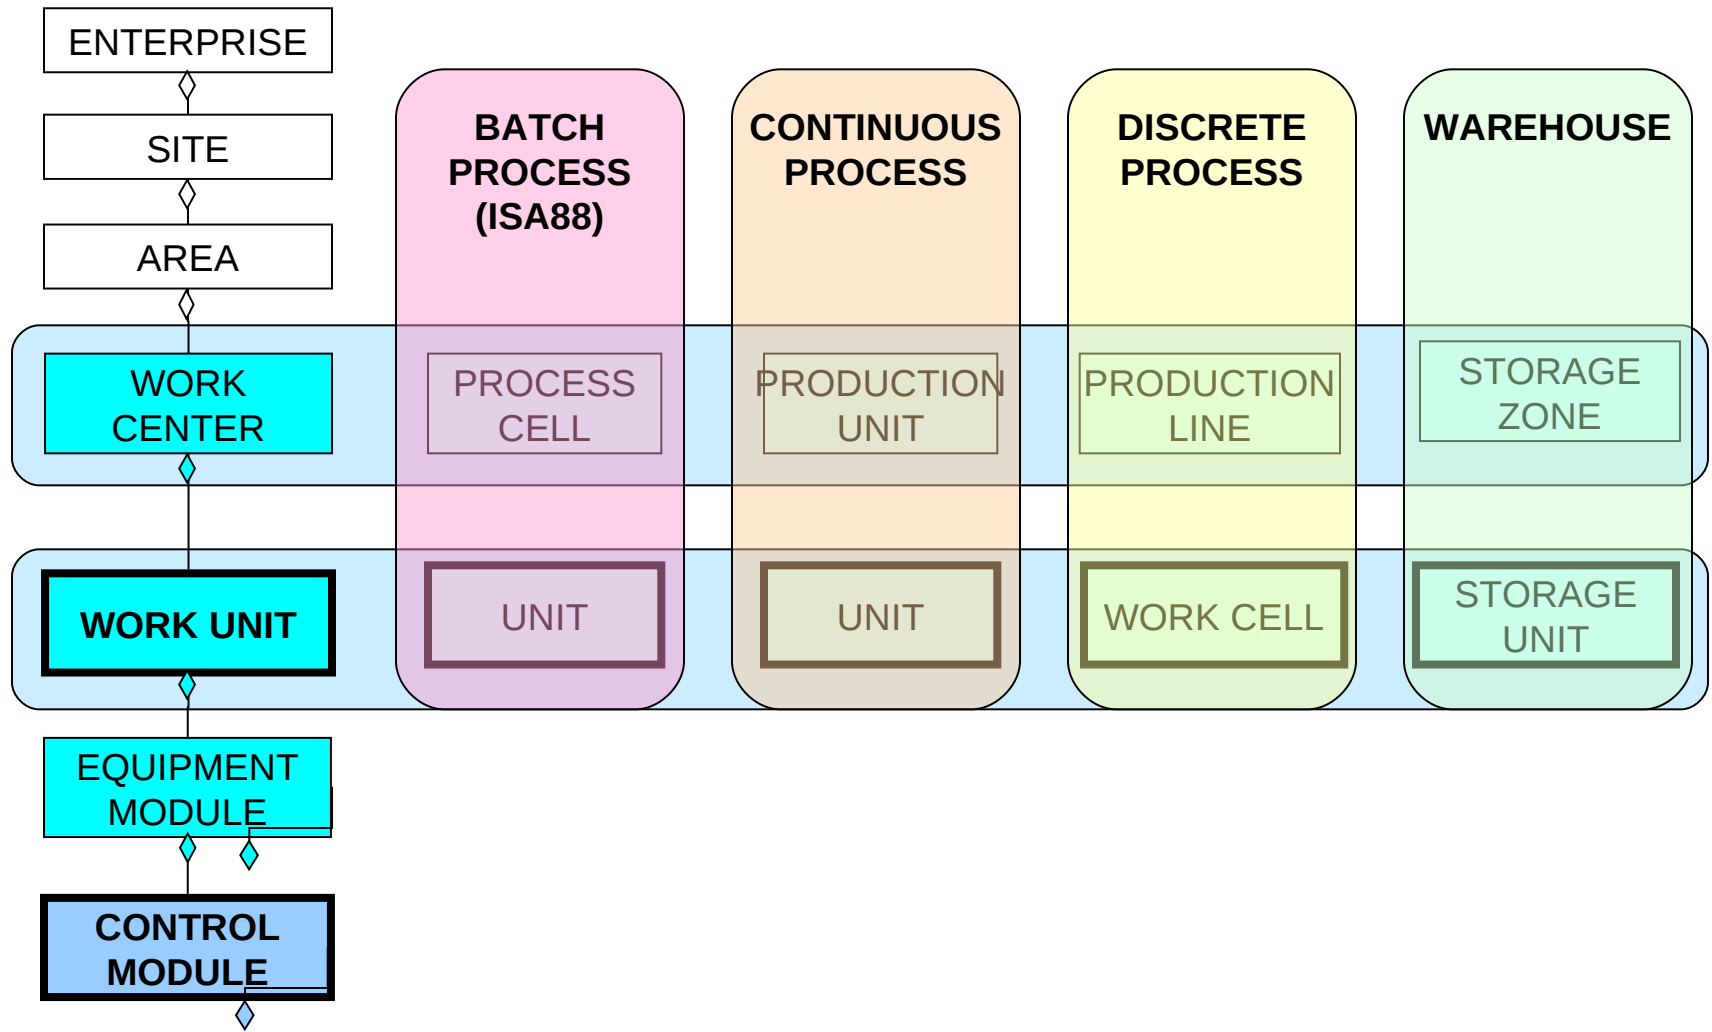 ENTERPRISE
SITE
AREA
WORK
CENTER
WORK UNIT
EQUIPMENT
MODULE
CONTROL
MODULE
BATCH
PROCESS
(ISA88)
PROCESS
CELL
UNIT
CONTINUOUS
PROCESS
PRODUCTION
UNIT
UNIT
DISCRETE
PROCESS
PRODUCTION
LINE
WORK CELL
WAREHOUSE
STORAGE
ZONE
STORAGE
UNIT